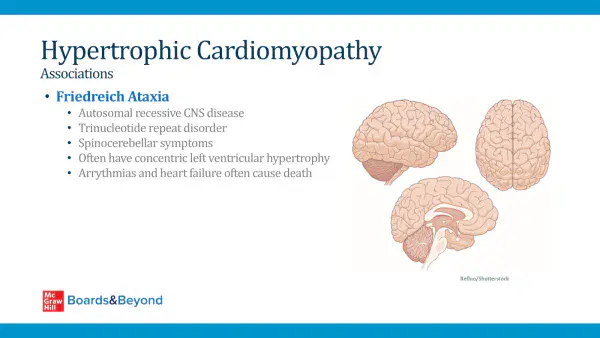 Hypertrophic Cardiomyopathy
Associations
• Friedreich Ataxia
• Autosomal recessive CNS disease
• Trinucleotide repeat disorder
• Spinocerebellar symptoms
• Often have concentric left ventricular hypertrophy
• Arrythmias and heart failure often cause death
Refluo/Shutterstock
Mc
Graw
Hill
Boards&Beyond